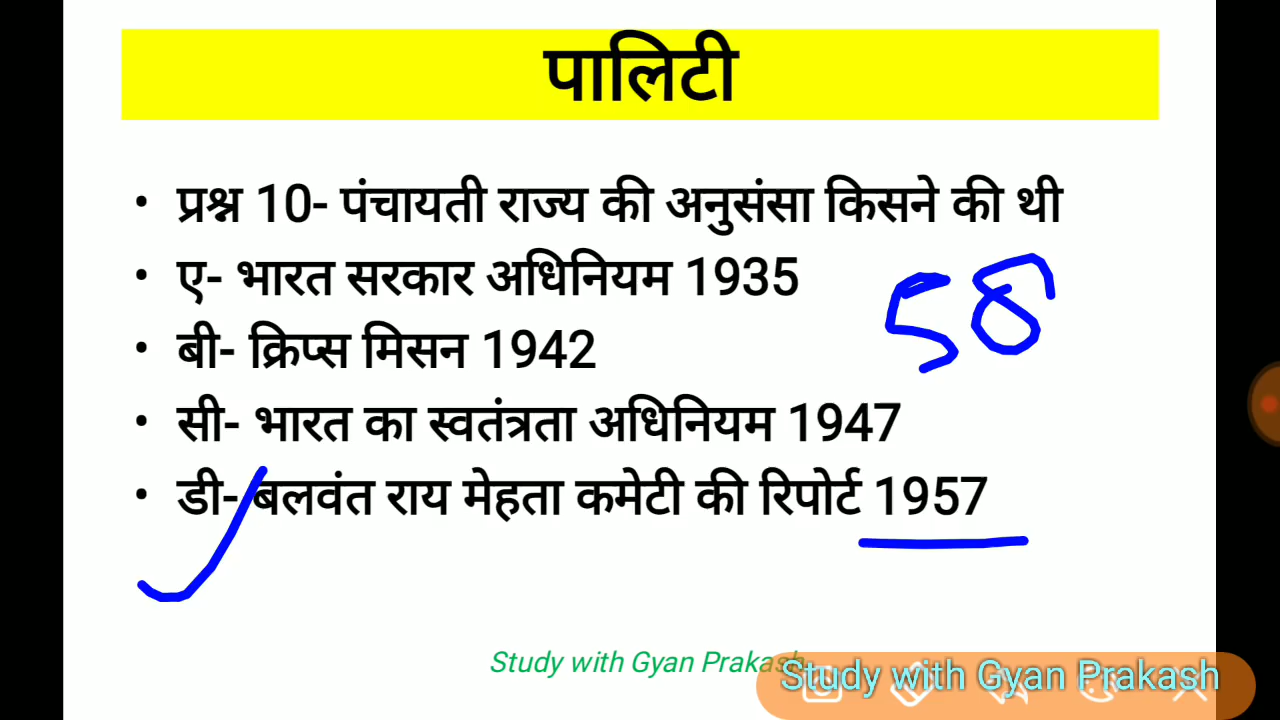 पालिटी
• प्रश्न 10- पंचायती राज्य की अनुसंसा किसने की थी
• ए- भारत सरकार अधिनियम 1935
58
• बी- क्रिप्स मिसन 1942
• सी- भारत का स्वतंत्रता अधिनियम 1947
• डी- बलवंत राय मेहता कमेटी की रिपोर्ट 1957
Study with Gyan Prakash
Study with Gyan Prakash